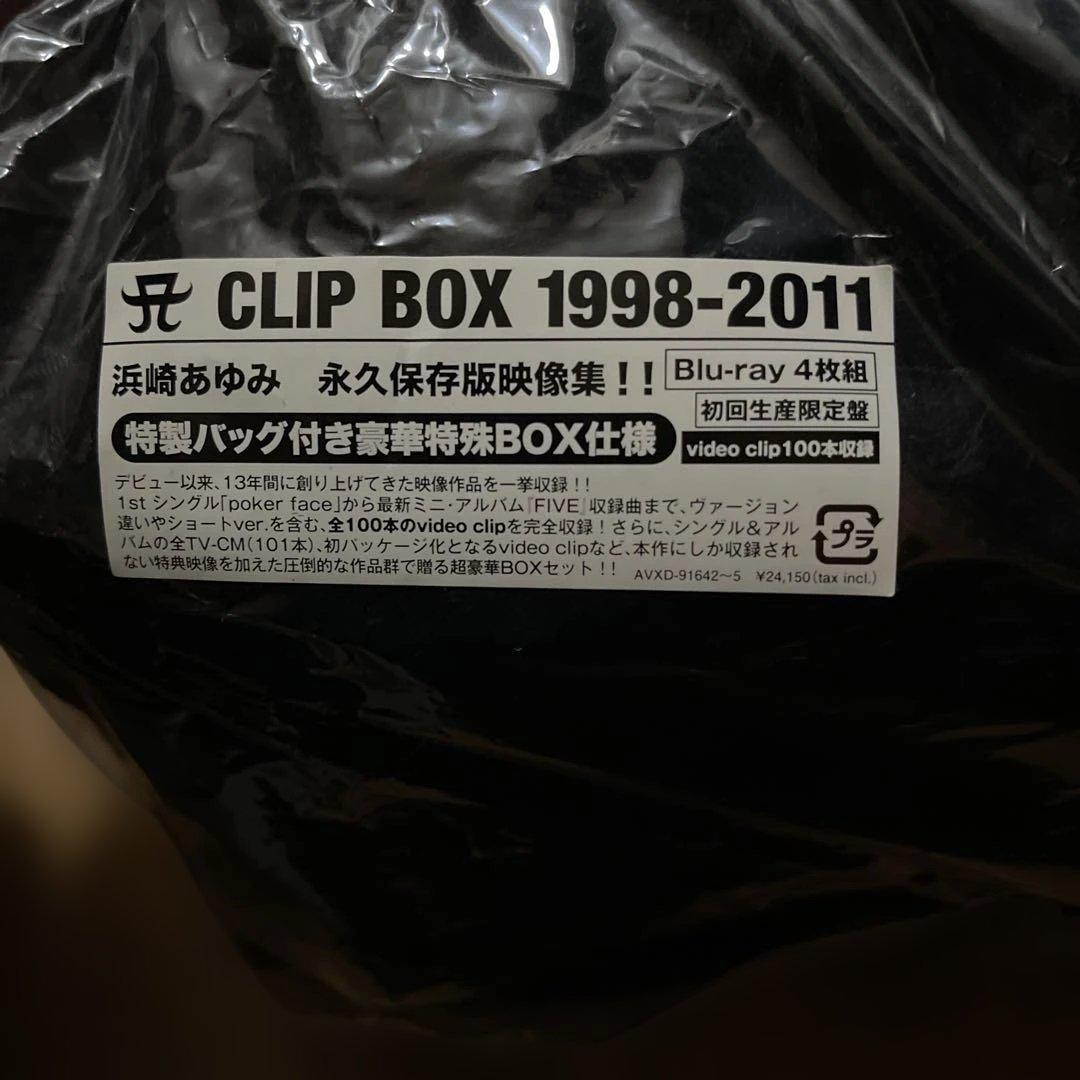 A CLIP BOX 1998-2011
浜崎あゆみ 永久保存版映像集!!
Blu-ray 4枚組
初回生産限定盤
特製バッグ付き豪華特殊BOX仕様
video clip100本収録
デビュー以来、13年間に創り上げてきた映像作品を一挙収録!!
1st シングル「poker face」から最新ミニ・アルバム『FIVE』収録曲まで、ヴァージョン
違いやショートver.を含む、全100本のvideo clipを完全収録!さらに、シングル&アル
バムの全TV-CM(101本)、初パッケージ化となるvideo clipなど、本作にしか収録され
ない特典映像を加えた圧倒的な作品群で贈る超豪華BOXセット!!
プラ
AVXD-91642〜5 ¥24,150(tax incl.)